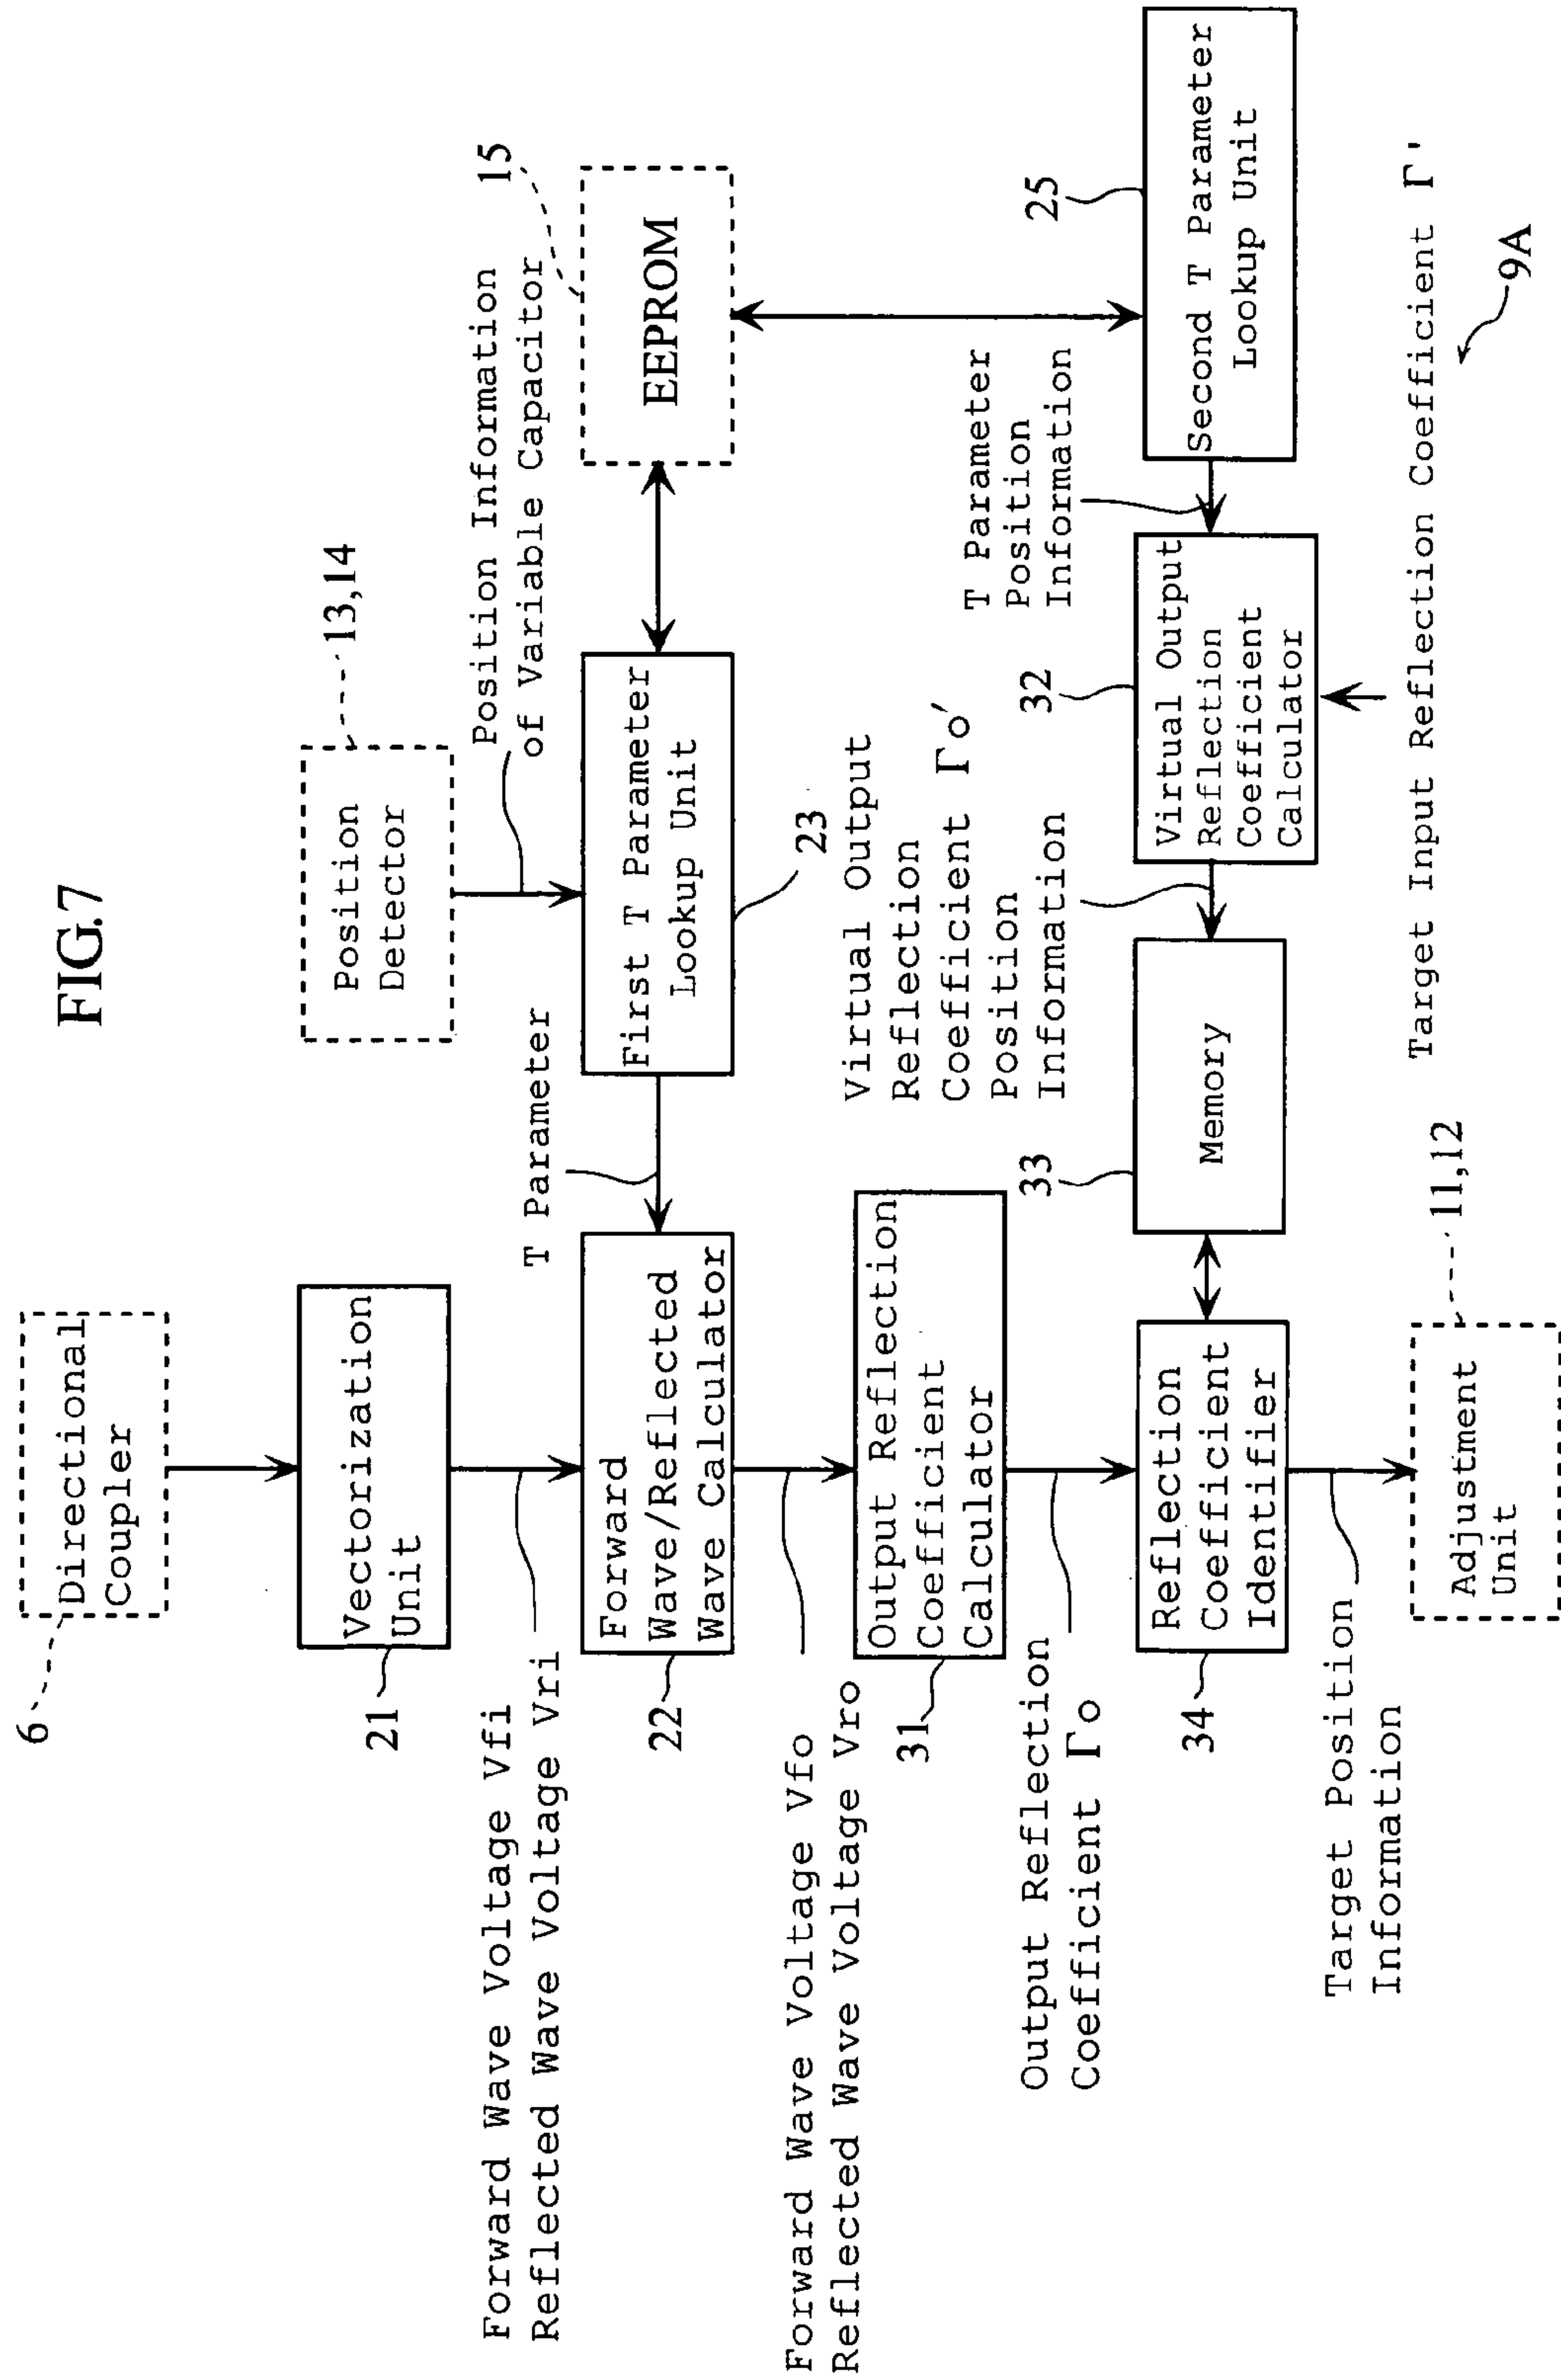 FIG.7
6
Directional
Coupler
21
Vectorization
Unit
Forward Wave Voltage Vfi
Reflected Wave Voltage Vri
Position
Detector
13,14
Position Information
of Variable Capacitor
15
22
Forward
Wave/Reflected
Wave Calculator
T Parameter
First T Parameter
Lookup Unit
23
EEPROM
Forward Wave Voltage Vfo
Reflected Wave Voltage Vro
31
Output Reflection
Coefficient
Calculator
Virtual Output
Reflection
Coefficient Γo'
Position
Information
T Parameter
Position
Information
Output Reflection
Coefficient Γo
33
32
25
34
Reflection
Coefficient
Identifier
Memory
Virtual Output
Reflection
Coefficient
Calculator
Second T Parameter
Lookup Unit
Target Position
Information
Adjustment
Unit
11,12
Target Input Reflection Coefficient Γ'
9A